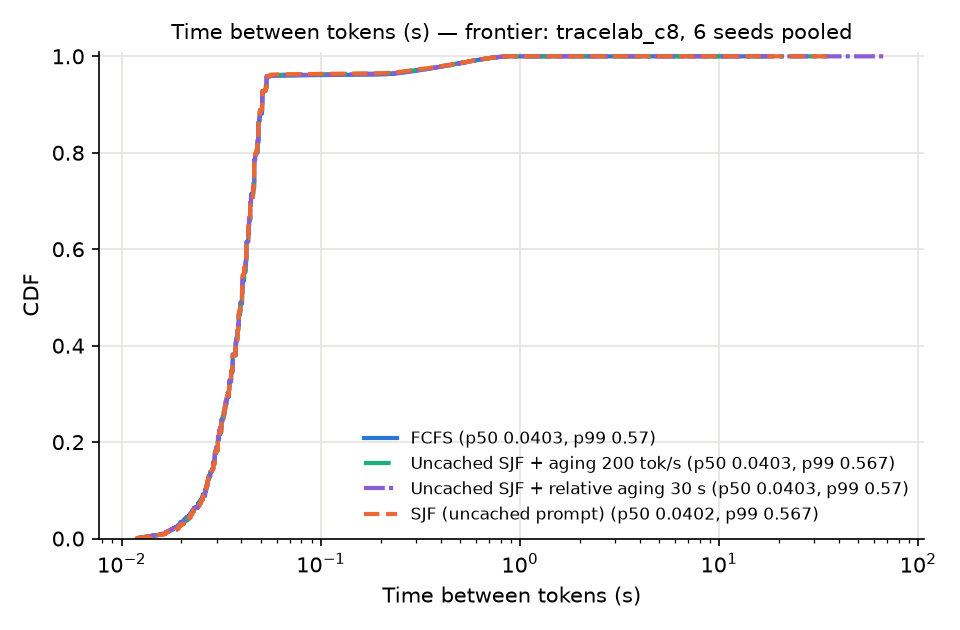 Time between tokens (s) — frontier: tracelab_c8, 6 seeds pooled
1.0
0.8
0.6
0.4
0.2
0.0
CDF
FCFS (p50 0.0403, p99 0.57)
Uncached SJF + aging 200 tok/s (p50 0.0403, p99 0.567)
Uncached SJF + relative aging 30 s (p50 0.0403, p99 0.57)
SJF (uncached prompt) (p50 0.0402, p99 0.567)
10⁻² 10⁻¹ 10⁰ 10¹ 10²
Time between tokens (s)